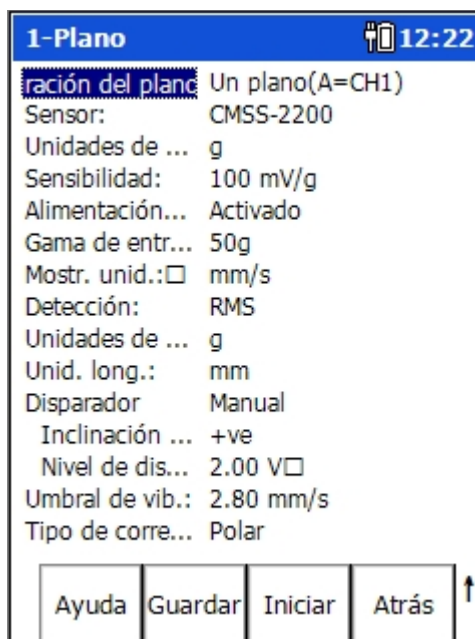 1-Plano 12:22
ración del plano Un plano(A=CH1)
Sensor: CMSS-2200
Unidades de ... g
Sensibilidad: 100 mV/g
Alimentación... Activado
Gama de entr... 50g
Mostr. unid.:□ mm/s
Detección: RMS
Unidades de ... g
Unid. long.: mm
Disparador Manual
Inclinación ... +ve
Nivel de dis... 2.00 V□
Umbral de vib.: 2.80 mm/s
Tipo de corre... Polar
Ayuda Guardar Iniciar Atrás ↑